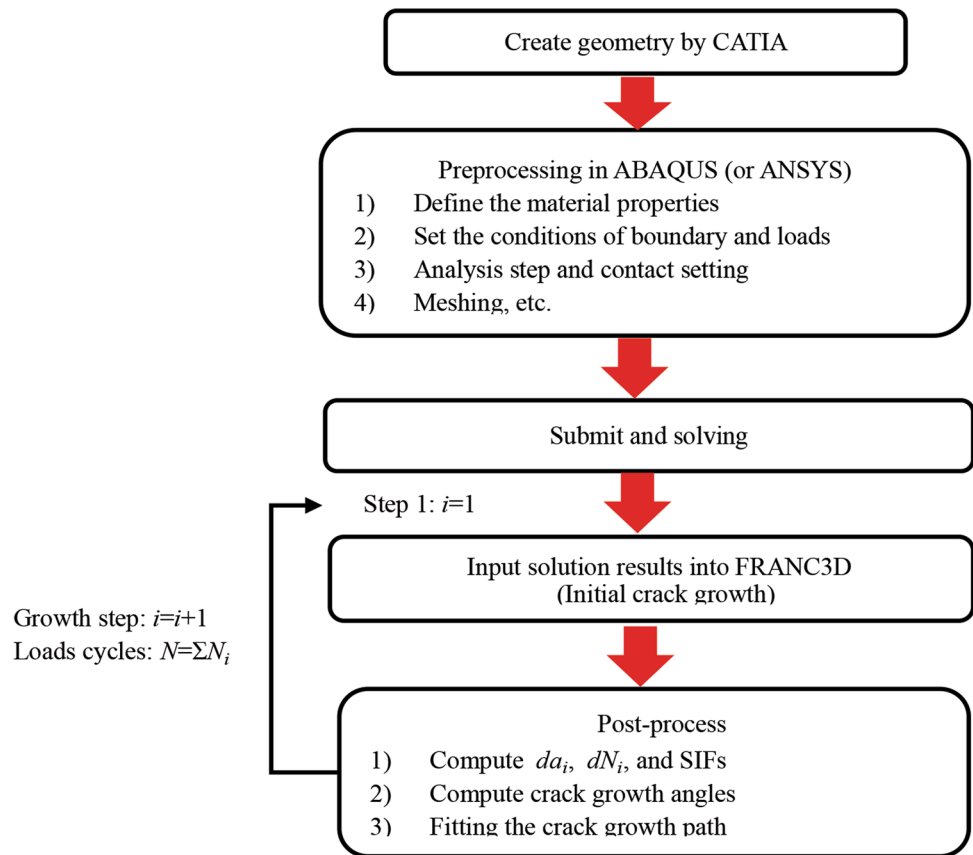 Create geometry by CATIA
Preprocessing in ABAQUS (or ANSYS)
1) Define the material properties
2) Set the conditions of boundary and loads
3) Analysis step and contact setting
4) Meshing, etc.
Submit and solving
Step 1: i=1
Input solution results into FRANC3D
(Initial crack growth)
Growth step: i=i+1
Loads cycles: N=ΣNᵢ
Post-process
1) Compute daᵢ, dNᵢ, and SIFs
2) Compute crack growth angles
3) Fitting the crack growth path